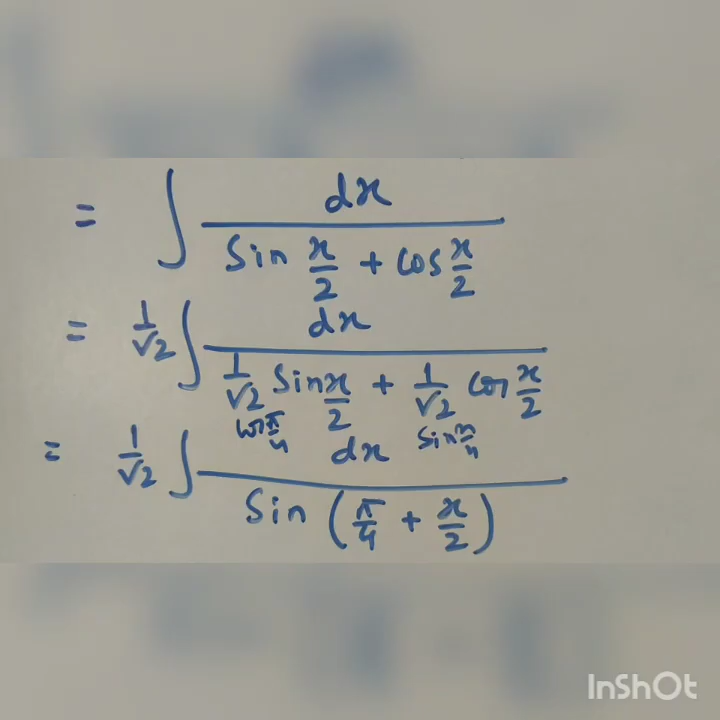 = ∫ dx / (Sin x/2 + cos x/2)
= 1/√2 ∫ dx / (1/√2 Sin x/2 + 1/√2 cos x/2)
cos π/4 sin π/4
= 1/√2 ∫ dx / Sin (π/4 + x/2)
InShOt